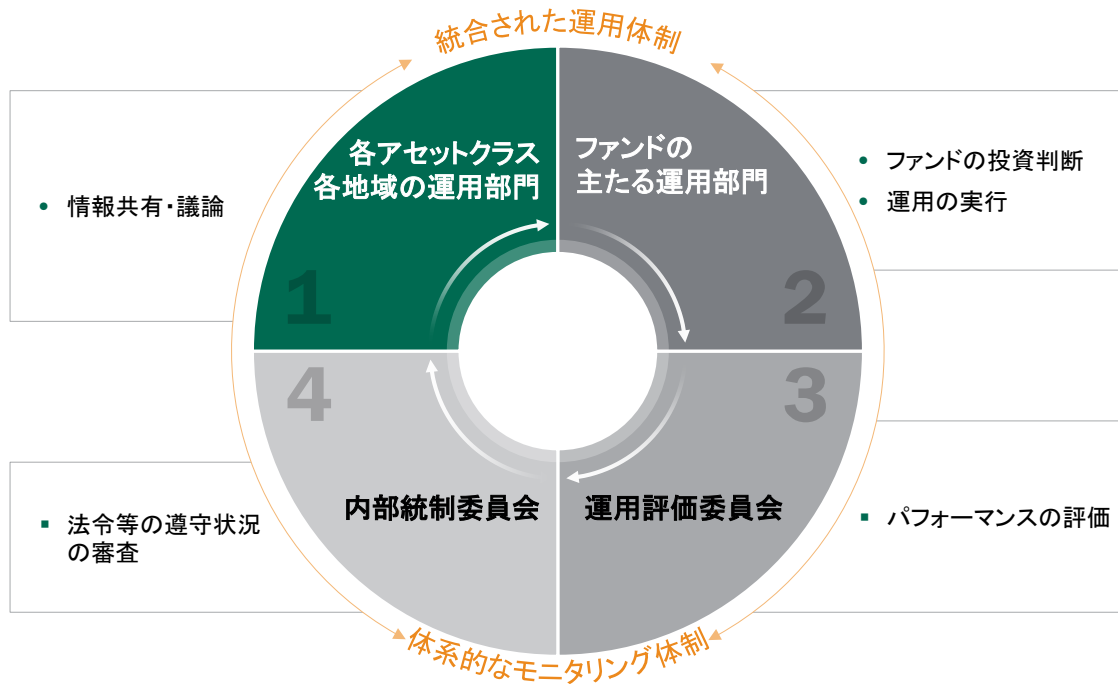 統合された運用体制
各アセットクラス
各地域の運用部門
ファンドの
主たる運用部門
• 情報共有・議論
• ファンドの投資判断
• 運用の実行
1
2
4
3
内部統制委員会
運用評価委員会
▪ 法令等の遵守状況
の審査
▪ パフォーマンスの評価
体系的なモニタリング体制